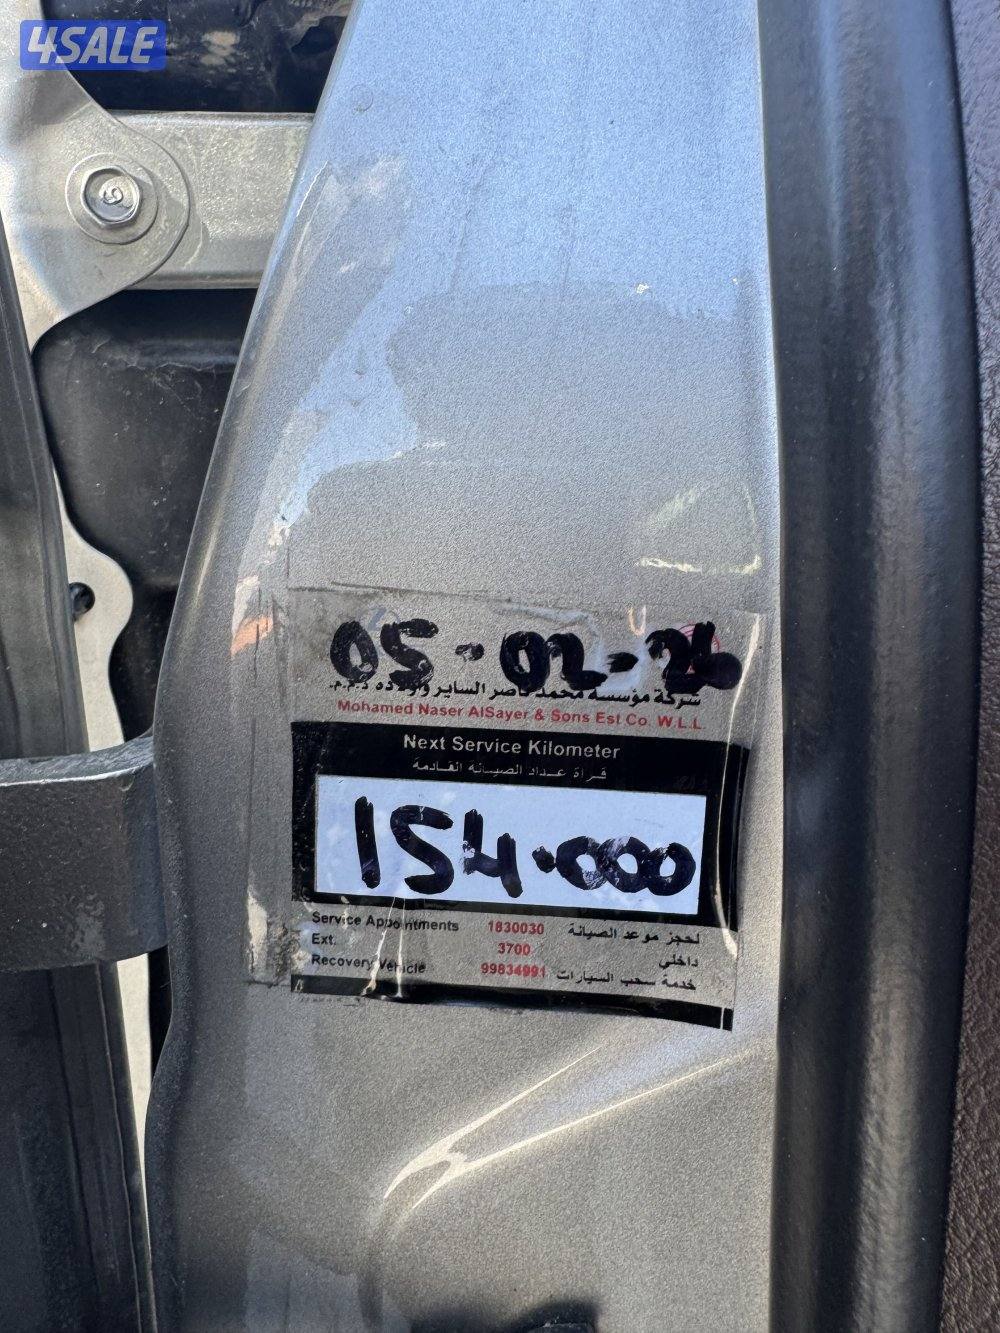 4SALE
9
05-02-26
شركة مؤسسة محمد ناصر الساير وأولاده ذ.م.م.
Mohamed Naser AlSayer & Sons Est Co. W.L.L.
Next Service Kilometer
قراءة عداد الصيانة القادمة
154.000
Service Appointments 1830030 لحجز موعد الصيانة
Ext. 3700 داخلي
Recovery Vehicle 99834991 خدمة سحب السيارات